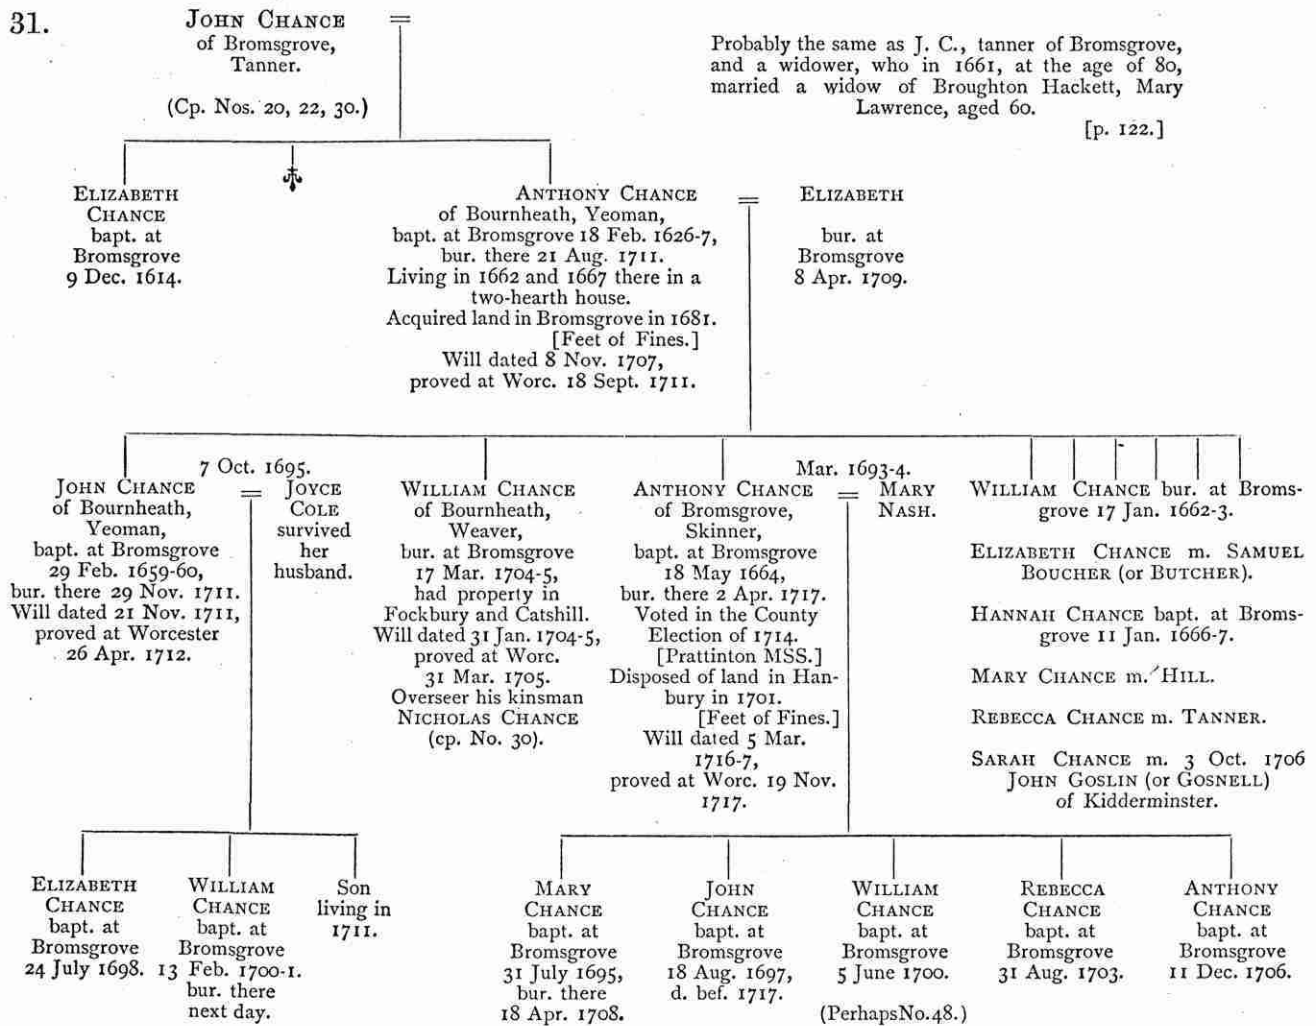 31.
JOHN CHANCE =
of Bromsgrove,
Tanner.
(Cp. Nos. 20, 22, 30.)
Probably the same as J. C., tanner of Bromsgrove,
and a widower, who in 1661, at the age of 80,
married a widow of Broughton Hackett, Mary
Lawrence, aged 60.
[p. 122.]
ELIZABETH
CHANCE
bapt. at
Bromsgrove
9 Dec. 1614.
ANTHONY CHANCE =
of Bournheath, Yeoman,
bapt. at Bromsgrove 18 Feb. 1626-7,
bur. there 21 Aug. 1711.
Living in 1662 and 1667 there in a
two-hearth house.
Acquired land in Bromsgrove in 1681.
[Feet of Fines.]
Will dated 8 Nov. 1707,
proved at Worc. 18 Sept. 1711.
ELIZABETH
bur. at
Bromsgrove
8 Apr. 1709.
7 Oct. 1695.
JOHN CHANCE =
of Bournheath,
Yeoman,
bapt. at Bromsgrove
29 Feb. 1659-60,
bur. there 29 Nov. 1711.
Will dated 21 Nov. 1711,
proved at Worcester
26 Apr. 1712.
JOYCE
COLE
survived
her
husband.
WILLIAM CHANCE
of Bournheath,
Weaver,
bur. at Bromsgrove
17 Mar. 1704-5,
had property in
Fockbury and Catshill.
Will dated 31 Jan. 1704-5,
proved at Worc.
31 Mar. 1705.
Overseer his kinsman
NICHOLAS CHANCE
(cp. No. 30).
Mar. 1693-4.
ANTHONY CHANCE =
of Bromsgrove,
Skinner,
bapt. at Bromsgrove
18 May 1664,
bur. there 2 Apr. 1717.
Voted in the County
Election of 1714.
[Prattinton MSS.]
Disposed of land in Han-
bury in 1701.
[Feet of Fines.]
Will dated 5 Mar.
1716-7,
proved at Worc. 19 Nov.
1717.
MARY
NASH.
WILLIAM CHANCE bur. at Broms-
grove 17 Jan. 1662-3.
ELIZABETH CHANCE m. SAMUEL
BOUCHER (or BUTCHER).
HANNAH CHANCE bapt. at Broms-
grove 11 Jan. 1666-7.
MARY CHANCE m. HILL.
REBECCA CHANCE m. TANNER.
SARAH CHANCE m. 3 Oct. 1706
JOHN GOSLIN (or GOSNELL)
of Kidderminster.
ELIZABETH
CHANCE
bapt. at
Bromsgrove
24 July 1698.
WILLIAM
CHANCE
bapt. at
Bromsgrove
13 Feb. 1700-1.
bur. there
next day.
Son
living in
1711.
MARY
CHANCE
bapt. at
Bromsgrove
31 July 1695,
bur. there
18 Apr. 1708.
JOHN
CHANCE
bapt. at
Bromsgrove
18 Aug. 1697,
d. bef. 1717.
WILLIAM
CHANCE
bapt. at
Bromsgrove
5 June 1700.
(Perhaps No. 48.)
REBECCA
CHANCE
bapt. at
Bromsgrove
31 Aug. 1703.
ANTHONY
CHANCE
bapt. at
Bromsgrove
11 Dec. 1706.